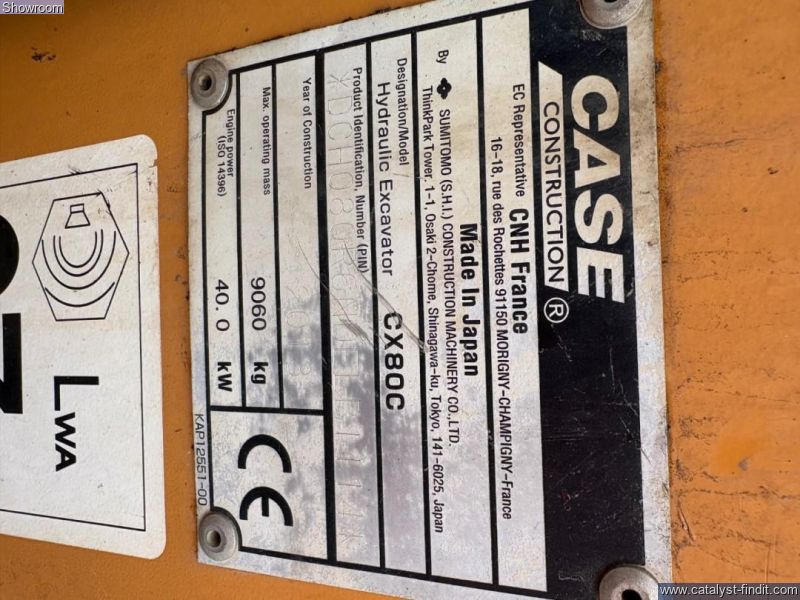 Showroom
CASE
CONSTRUCTION ®
EC Representative CNH France
16-18, rue des Rochettes 91150 MORIGNY-CHAMPIGNY-France
Made In Japan
By SUMITOMO (S.H.I.) CONSTRUCTION MACHINERY CO.,LTD.
ThinkPark Tower, 1-1, Osaki 2-Chome, Shinagawa-ku, Tokyo, 141-6025, Japan
Designation/Model
Hydraulic Excavator CX80C
Product Identification, Number (PIN)
Year of Construction
Max. operating mass 9060 kg
Engine power
(ISO 14396) 40.0 kW
CE
KAP12551-00
LWA
www.catalyst-findit.com